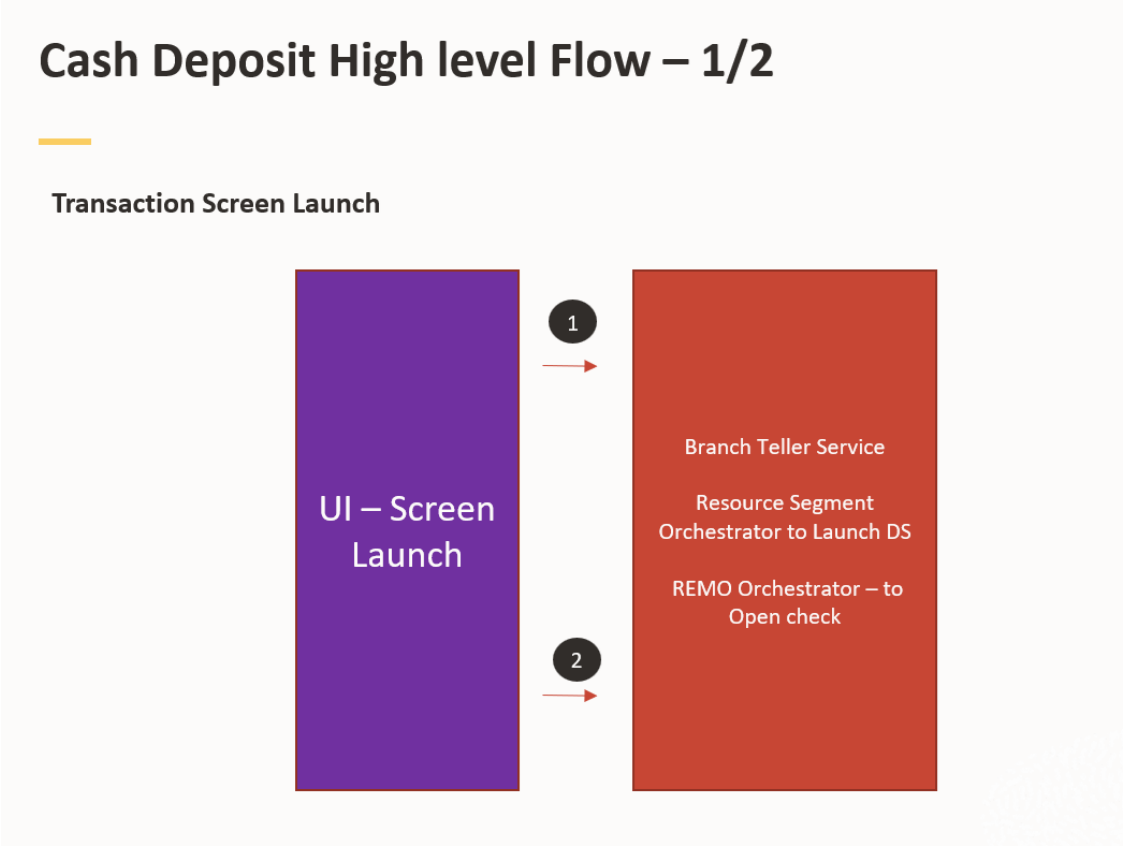 Cash Deposit High level Flow – 1/2
Transaction Screen Launch
1
UI – Screen
Launch
Branch Teller Service
Resource Segment
Orchestrator to Launch DS
REMO Orchestrator – to
Open check
2